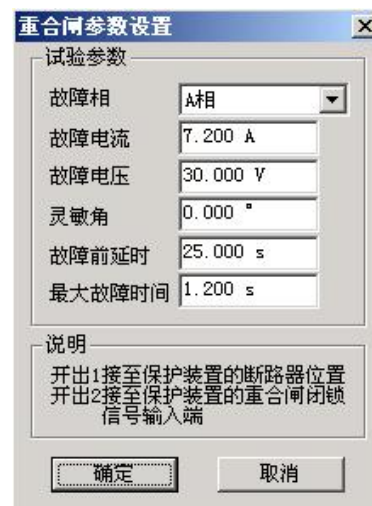 重合闸参数设置
试验参数
故障相 A相
故障电流 7.200 A
故障电压 30.000 V
灵敏角 0.000 °
故障前延时 25.000 s
最大故障时间 1.200 s
说明
开出1接至保护装置的断路器位置
开出2接至保护装置的重合闸闭锁
信号输入端
确定 取消